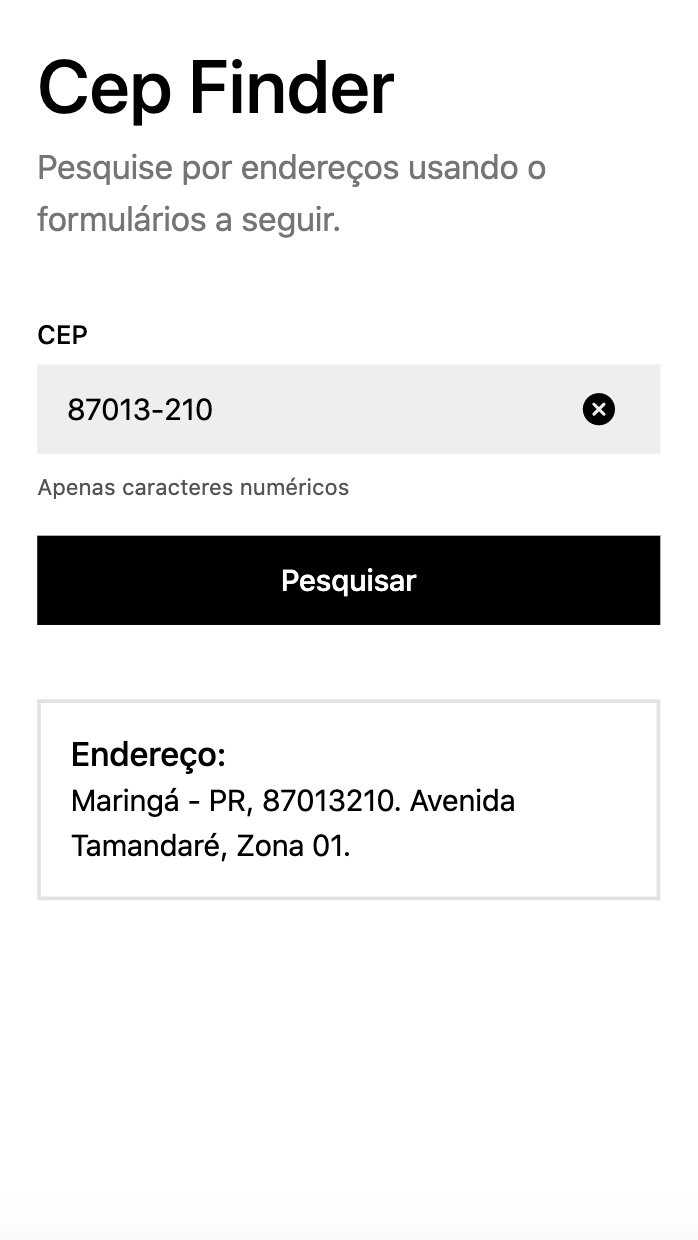 Cep Finder
Pesquise por endereços usando o
formulários a seguir.
CEP
87013-210
Apenas caracteres numéricos
Pesquisar
Endereço:
Maringá - PR, 87013210. Avenida
Tamandaré, Zona 01.